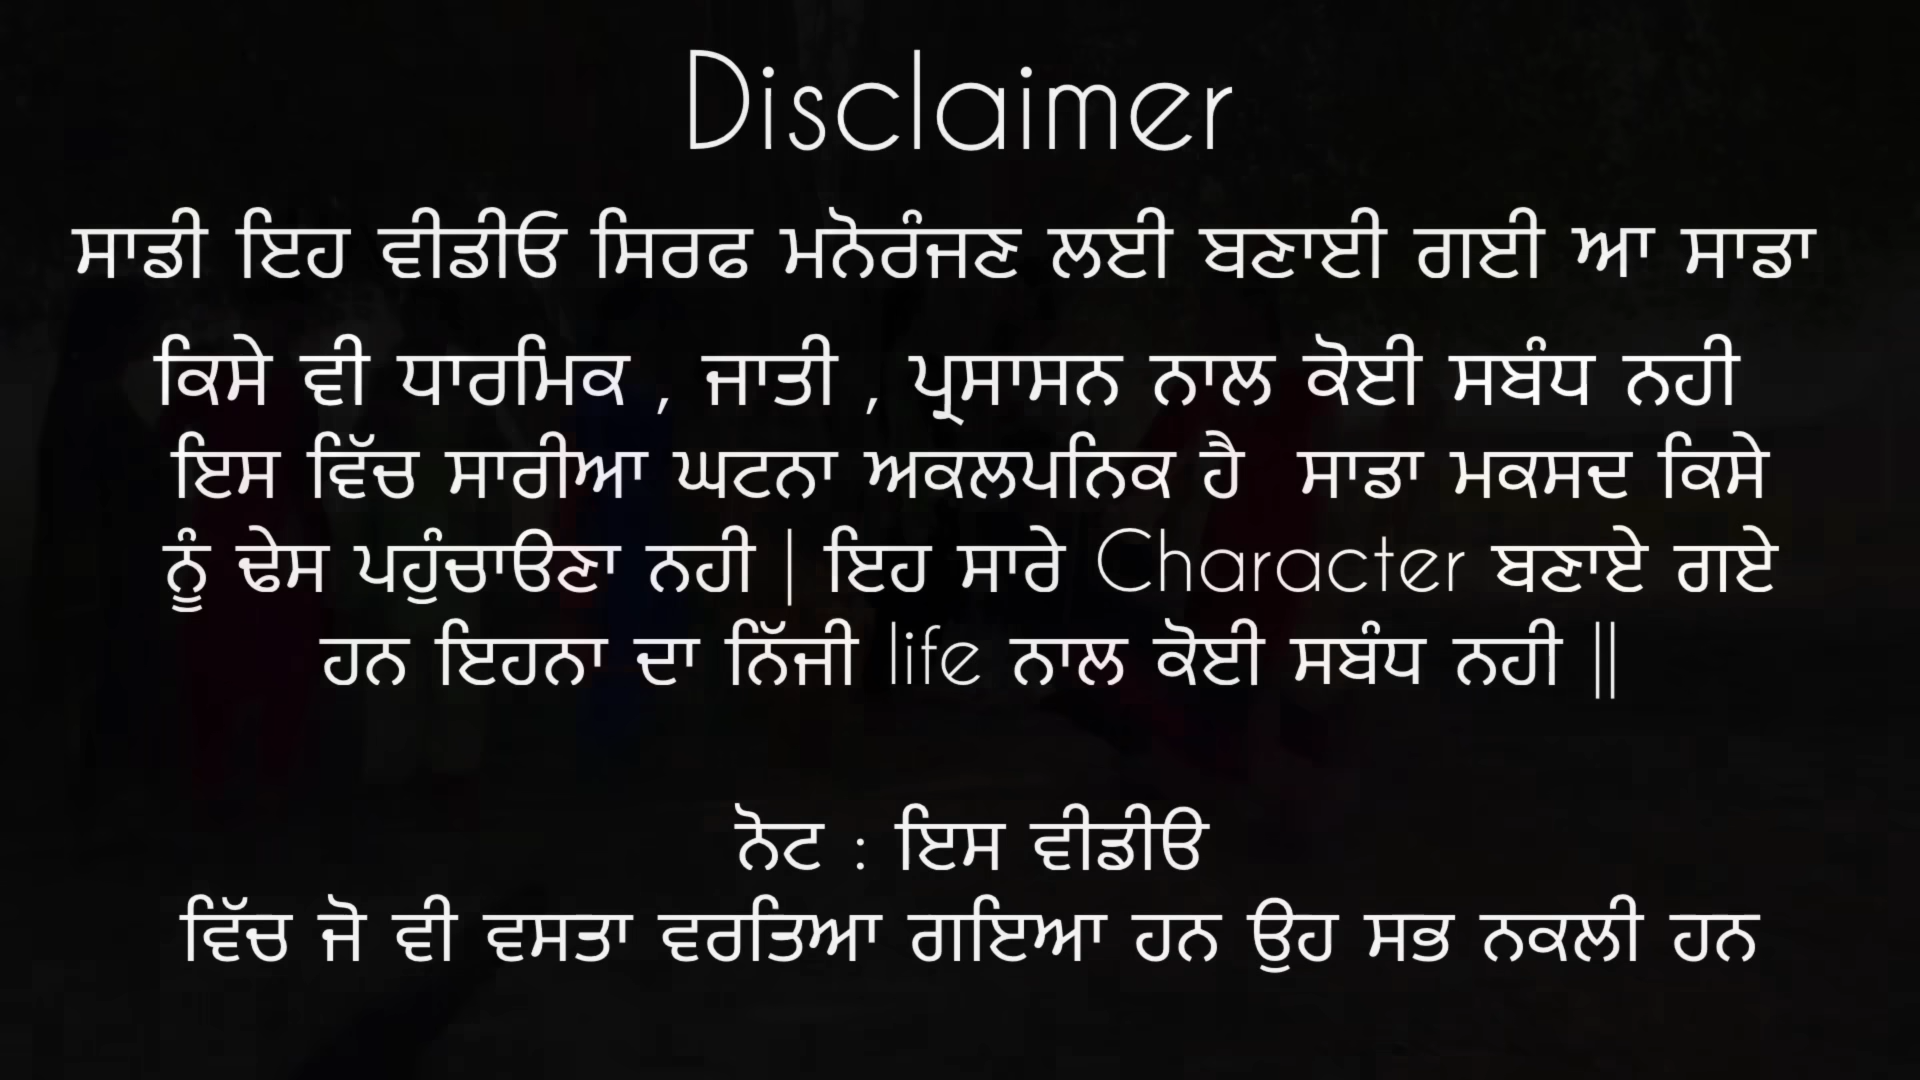 Disclaimer
ਸਾਡੀ ਇਹ ਵੀਡੀਓ ਸਿਰਫ ਮਨੋਰੰਜਣ ਲਈ ਬਣਾਈ ਗਈ ਆ ਸਾਡਾ
ਕਿਸੇ ਵੀ ਧਾਰਮਿਕ , ਜਾਤੀ , ਪ੍ਰਸਾਸਨ ਨਾਲ ਕੋਈ ਸਬੰਧ ਨਹੀ
ਇਸ ਵਿੱਚ ਸਾਰੀਆ ਘਟਨਾ ਅਕਲਪਨਿਕ ਹੈ ਸਾਡਾ ਮਕਸਦ ਕਿਸੇ
ਨੂੰ ਢੇਸ ਪਹੁੰਚਾੳਣਾ ਨਹੀ | ਇਹ ਸਾਰੇ Character ਬਣਾਏ ਗਏ
ਹਨ ਇਹਨਾ ਦਾ ਨਿੱਜੀ life ਨਾਲ ਕੋਈ ਸਬੰਧ ਨਹੀ ||
ਨੋਟ : ਇਸ ਵੀਡੀੳ
ਵਿੱਚ ਜੋ ਵੀ ਵਸਤਾ ਵਰਤਿਆ ਗਇਆ ਹਨ ਉਹ ਸਭ ਨਕਲੀ ਹਨ